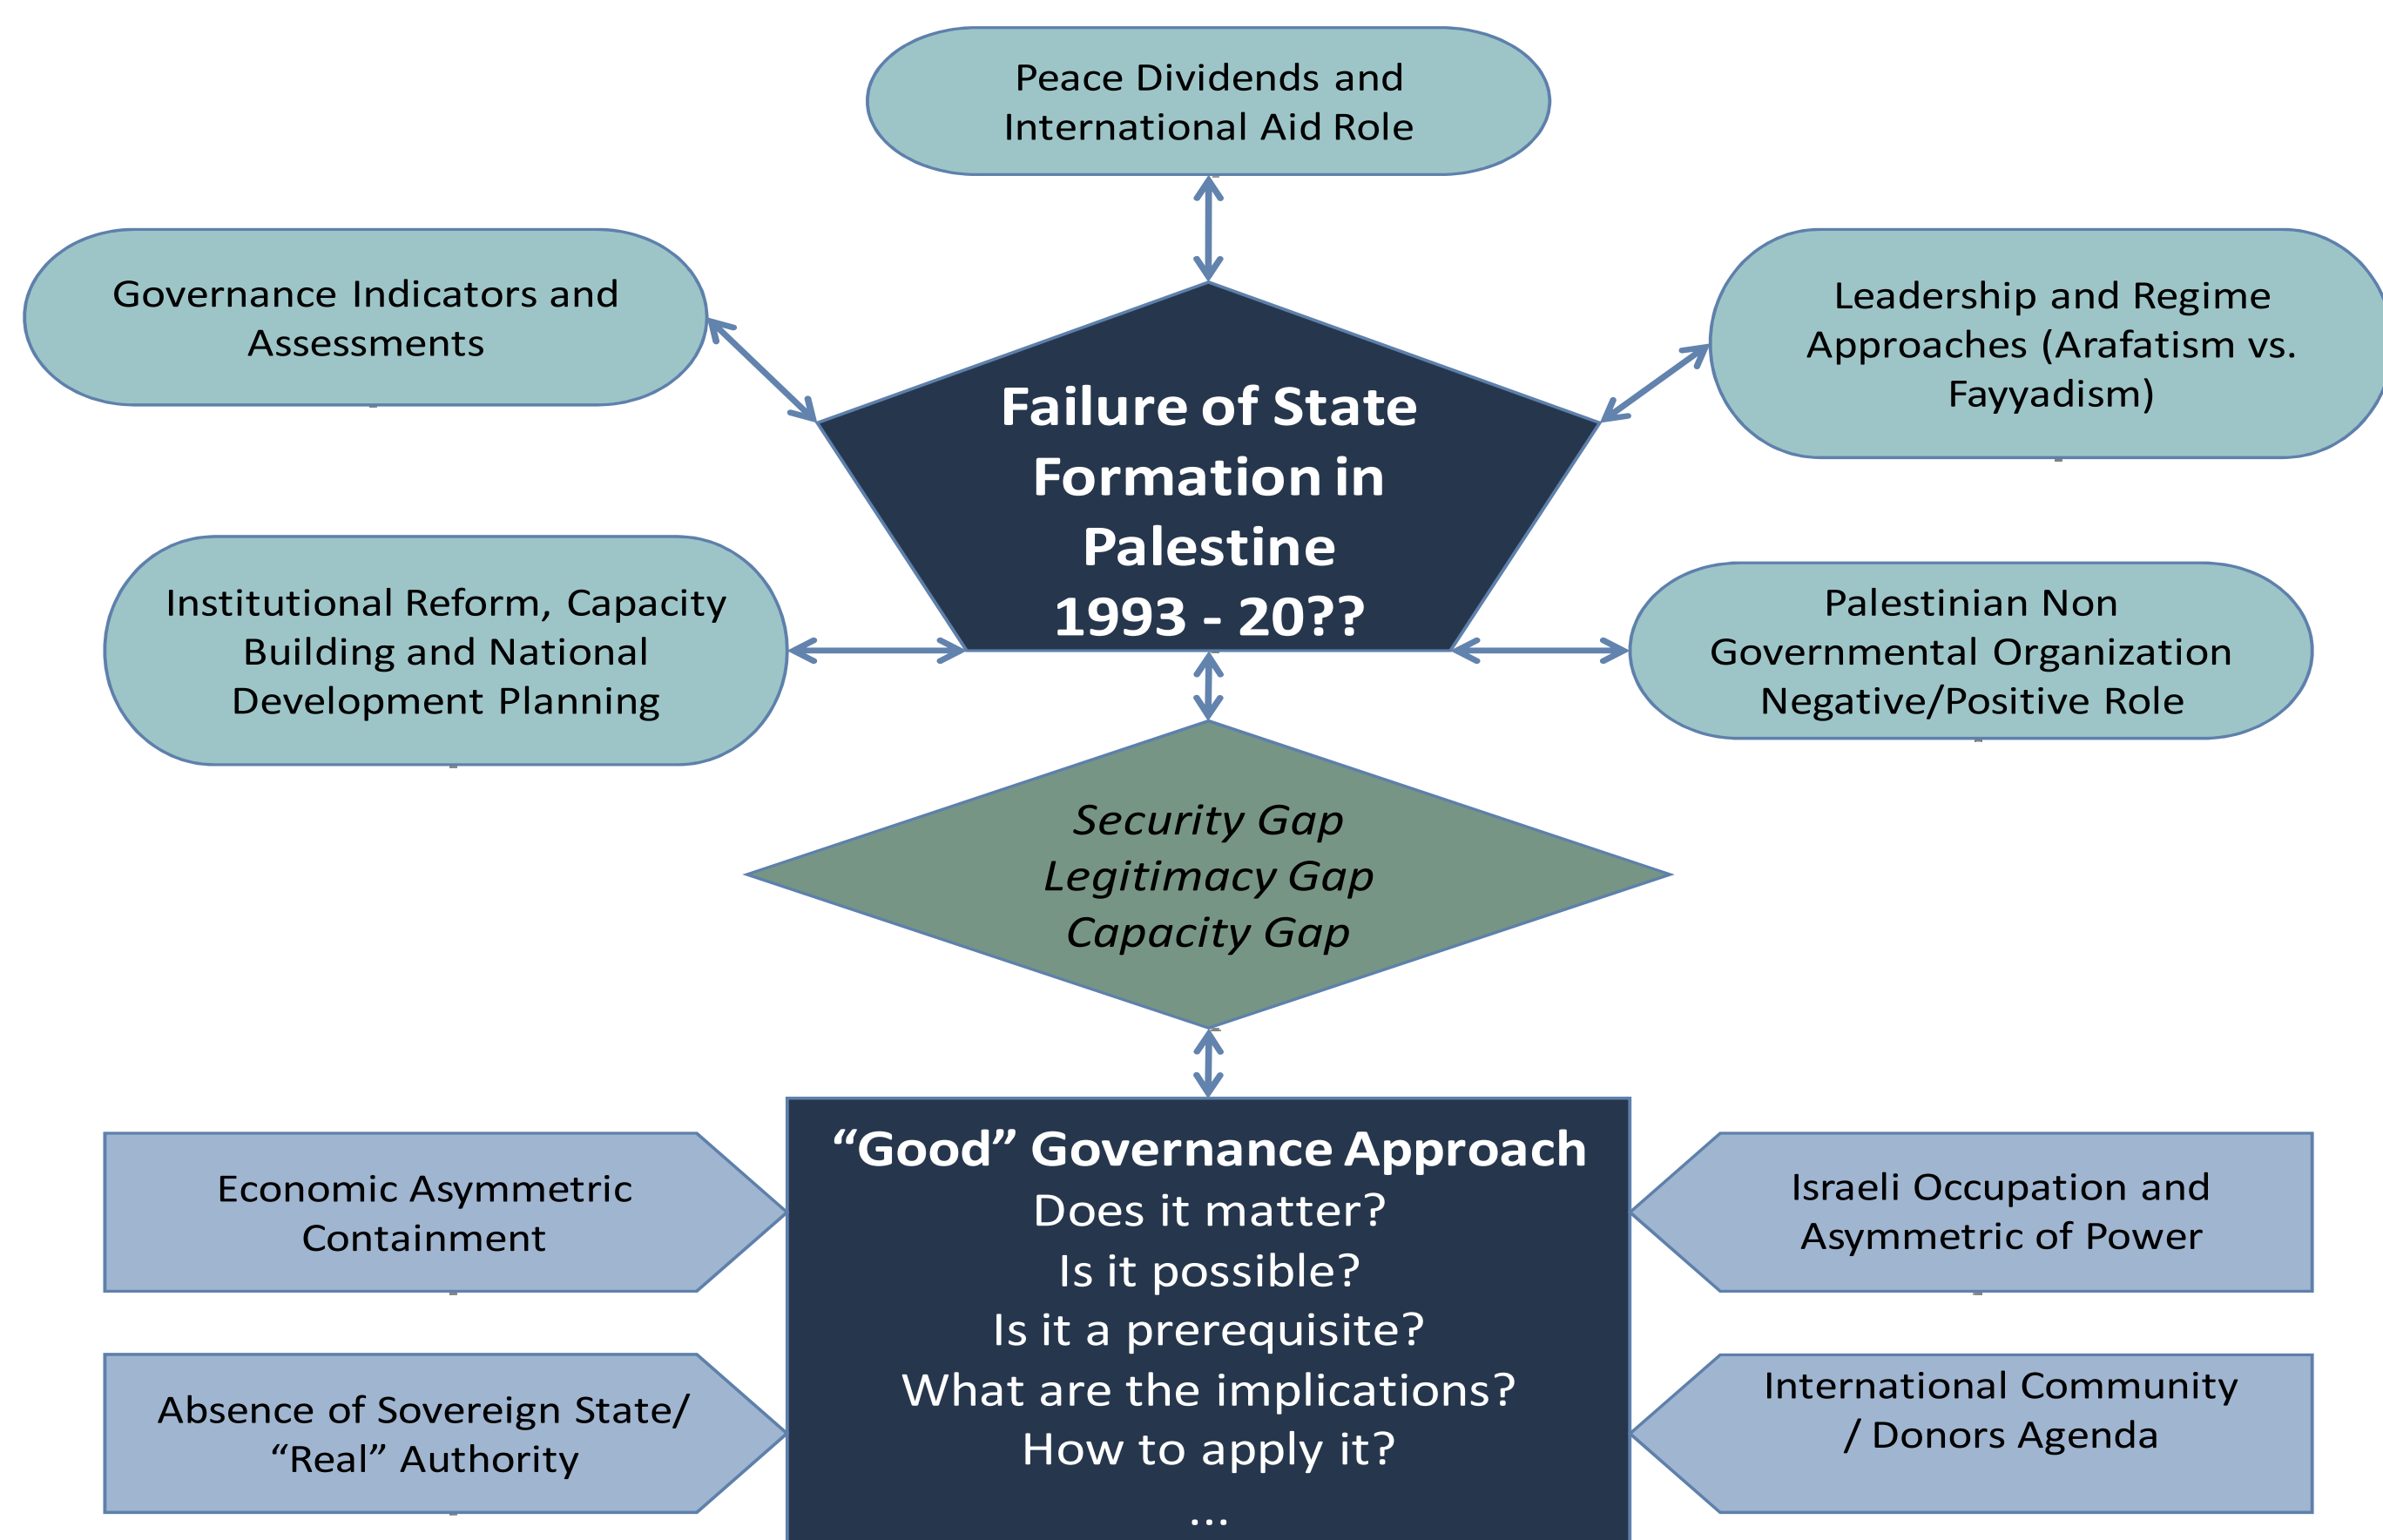 Peace Dividends and
International Aid Role
Governance Indicators and
Assessments
Leadership and Regime
Approaches (Arafatism vs.
Fayyadism)
Failure of State
Formation in
Palestine
1993 - 20??
Institutional Reform, Capacity
Building and National
Development Planning
Palestinian Non
Governmental Organization
Negative/Positive Role
Security Gap
Legitimacy Gap
Capacity Gap
“Good” Governance Approach
Does it matter?
Is it possible?
Is it a prerequisite?
What are the implications?
How to apply it?
...
Economic Asymmetric
Containment
Israeli Occupation and
Asymmetric of Power
Absence of Sovereign State/
“Real” Authority
International Community
/ Donors Agenda